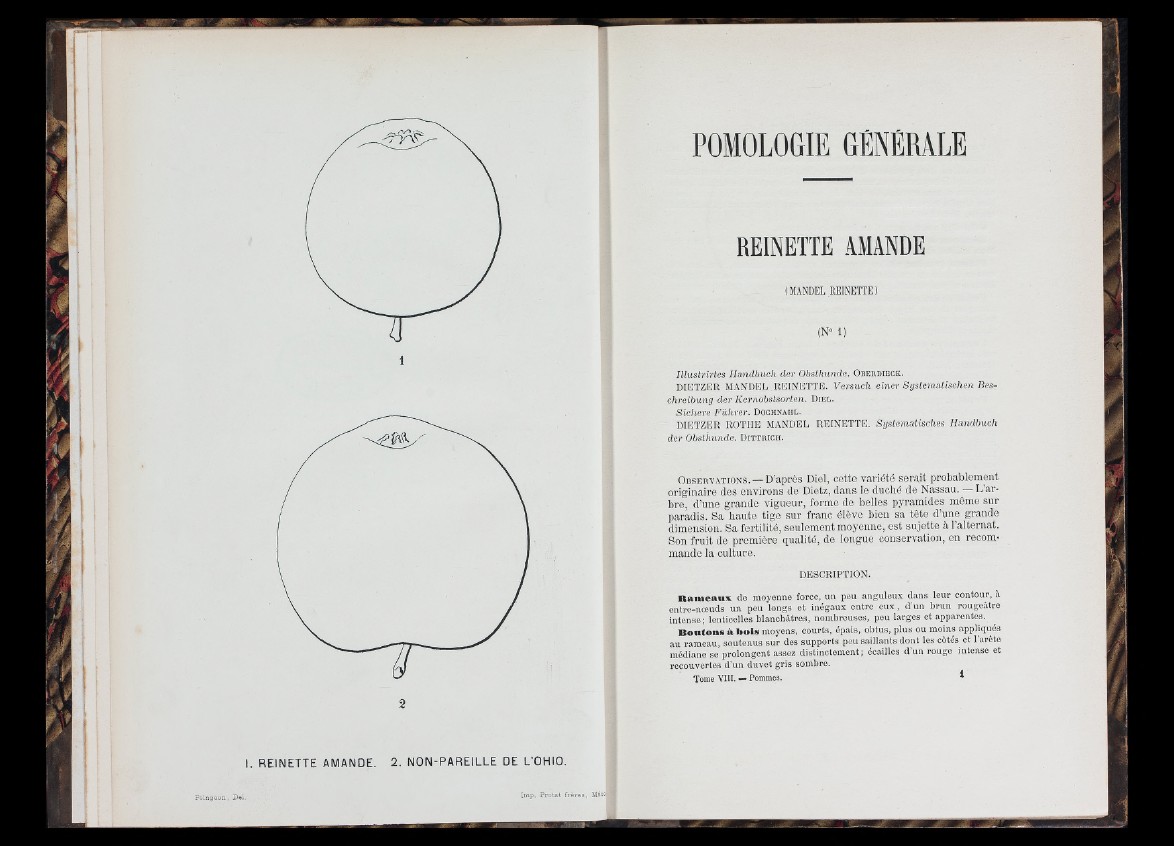 1
2
1. REINETTE AMANDE. 2. NON-PAREILLE DE L'OHIO.
Peingeon, Del.
Imp. Protat frères, Mâ
POMOLOGIE GÉNÉRALE
REINETTE AMANDE
(MANDEL REINETTE)
(No 1)
Illustrirtes Handbuch der Obstkunde. OBERDIECK.
DIETZER MANDEL REINETTE. Versuch einer Systematischen Bes-
chreibung der Kernobstsorten. DIEL.
Sichere Führer. DOCHNAHL.
DIETZER ROTHE MANDEL REINETTE. Systematisches Handbuch
der Obstkunde. DITTRICH.
OBSERVATIONS. — D'après Diel, cette variété serait probablement
originaire des environs de Dietz, dans le duché de Nassau. — L'ar-
bre, d'une grande vigueur, forme de belles pyramides même sur
paradis. Sa haute tige sur franc élève bien sa tête d'une grande
dimension. Sa fertilité, seulement moyenne, est sujette à l'alternat.
Son fruit de première qualité, de longue conservation, en recom-
mande la culture.
DESCRIPTION.
Rameaux de moyenne force, un peu anguleux dans leur contour, à
entre-nœuds un peu longs et inégaux entre eux, d'un brun rougeâtre
intense; lenticelles blanchâtres, nombreuses, peu larges et apparentes.
Boutons à bois moyens, courts, épais, obtus, plus ou moins appliqués
au rameau, soutenus sur des supports peu saillants dont les côtés et l'arête
médiane se prolongent assez distinctement; écailles d'un rouge intense et
recouvertes d'un duvet gris sombre.
Tome VIII. — Pommes. 1